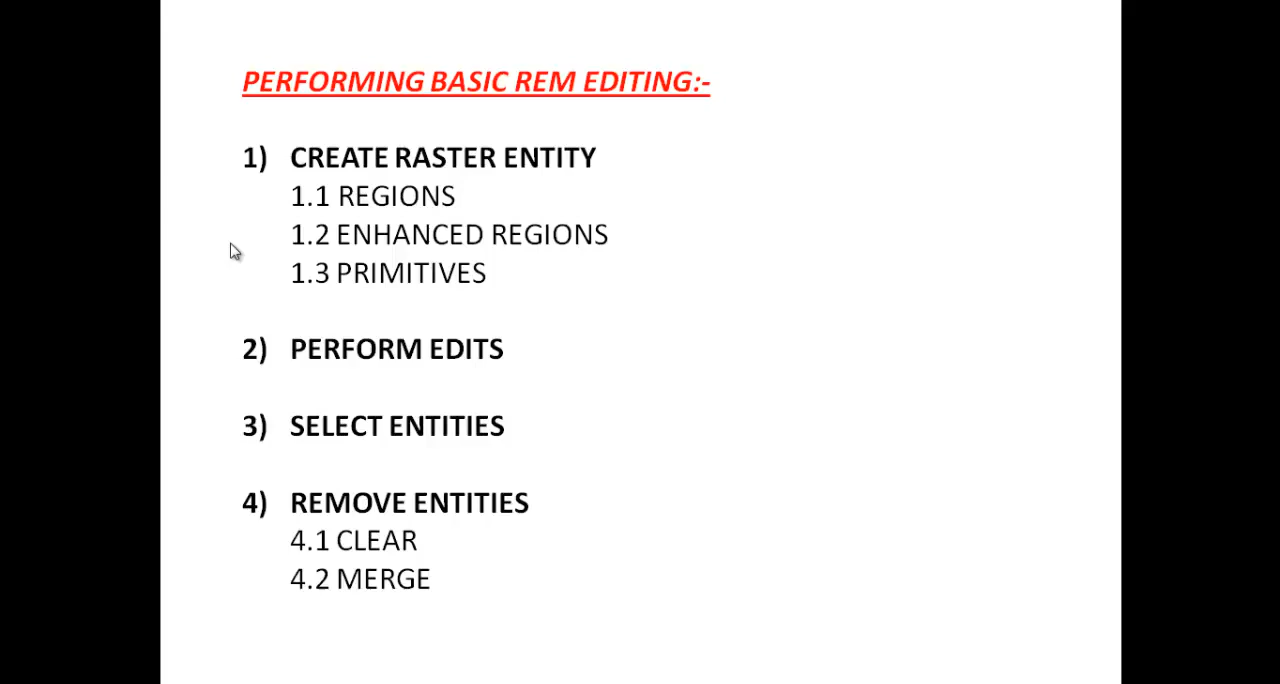 PERFORMING BASIC REM EDITING:-
1) CREATE RASTER ENTITY
1.1 REGIONS
1.2 ENHANCED REGIONS
1.3 PRIMITIVES
2) PERFORM EDITS
3) SELECT ENTITIES
4) REMOVE ENTITIES
4.1 CLEAR
4.2 MERGE